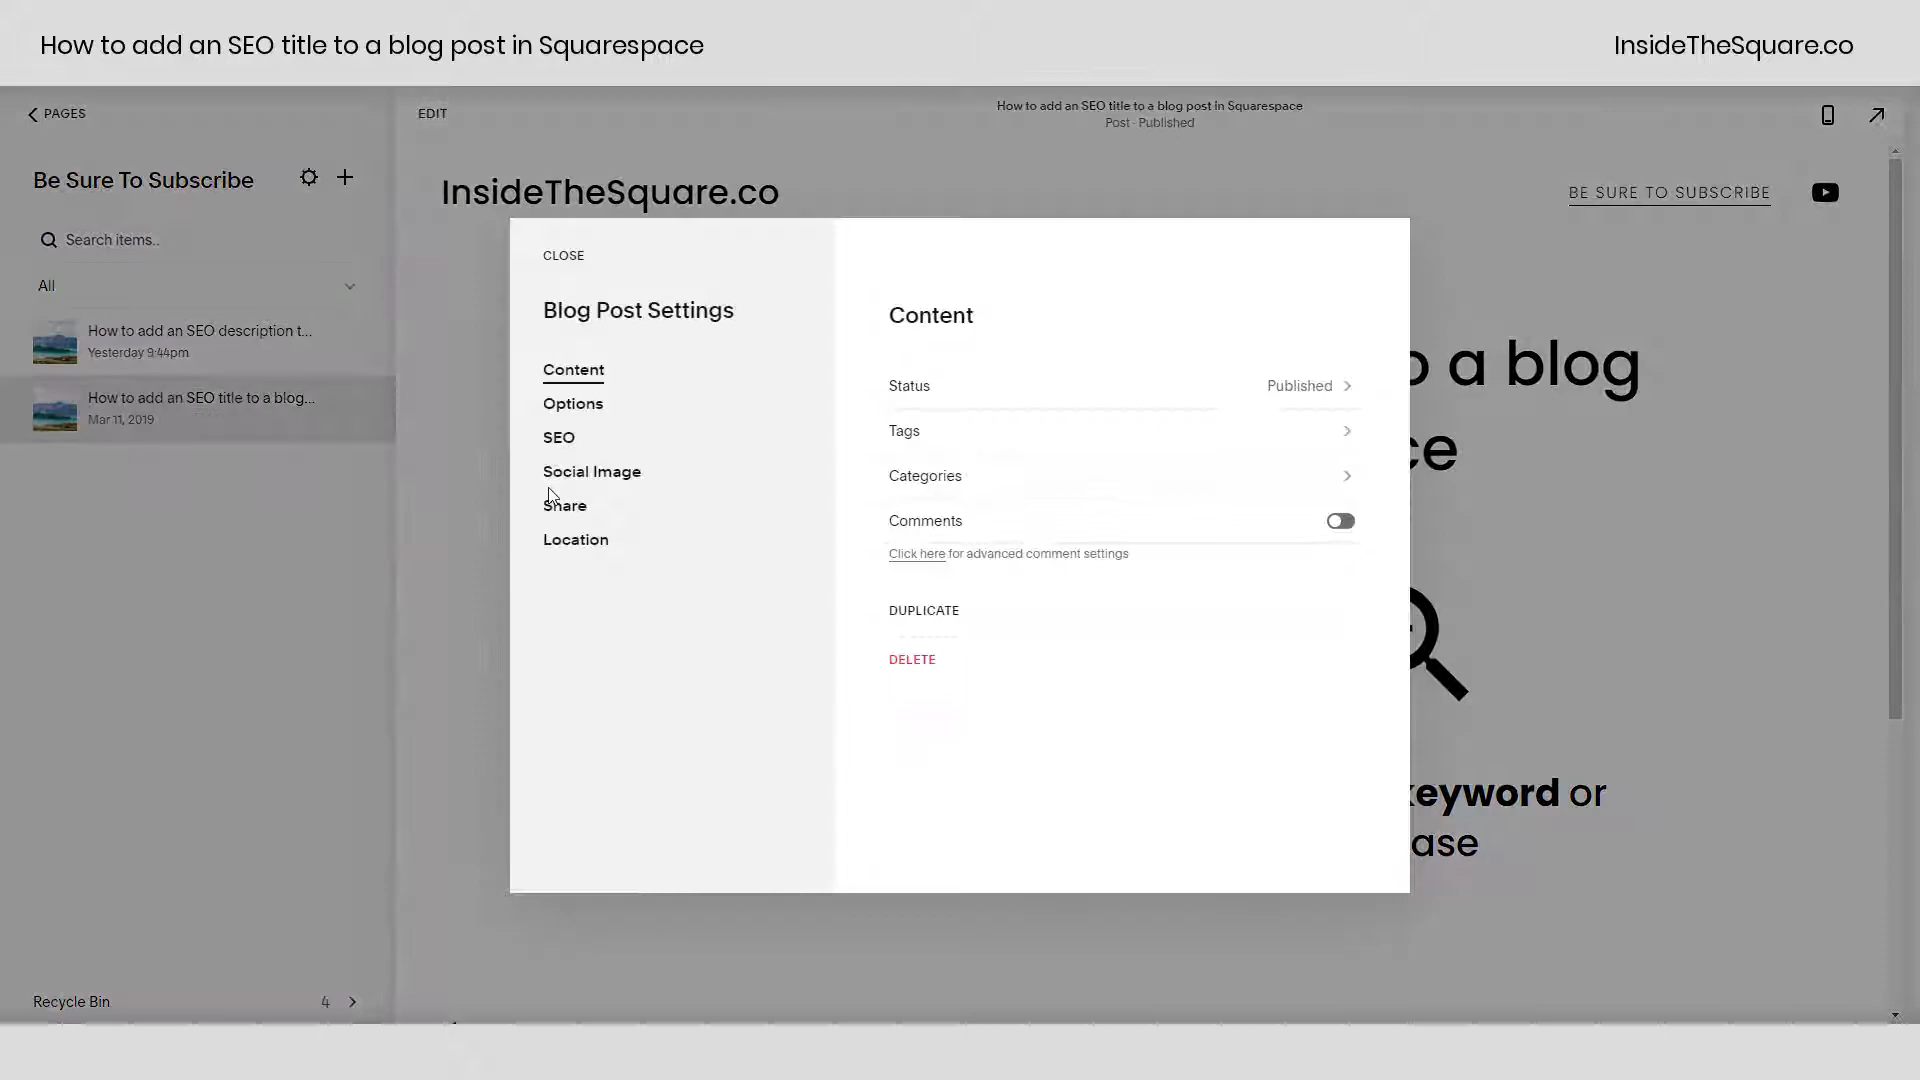 How to add an SEO title to a blog post in Squarespace
InsideTheSquare.co
PAGES
EDIT
How to add an SEO title to a blog post in Squarespace
Post · Published
Be Sure To Subscribe
InsideTheSquare.co
BE SURE TO SUBSCRIBE
Search items..
All
How to add an SEO description t...
Yesterday 9:44pm
How to add an SEO title to a blog...
Mar 11, 2019
CLOSE
Blog Post Settings
Content
Options
SEO
Social Image
Share
Location
Content
Status
Published
Tags
Categories
Comments
Click here for advanced comment settings
DUPLICATE
DELETE
o a blog
ce
keyword or
ase
Recycle Bin
4